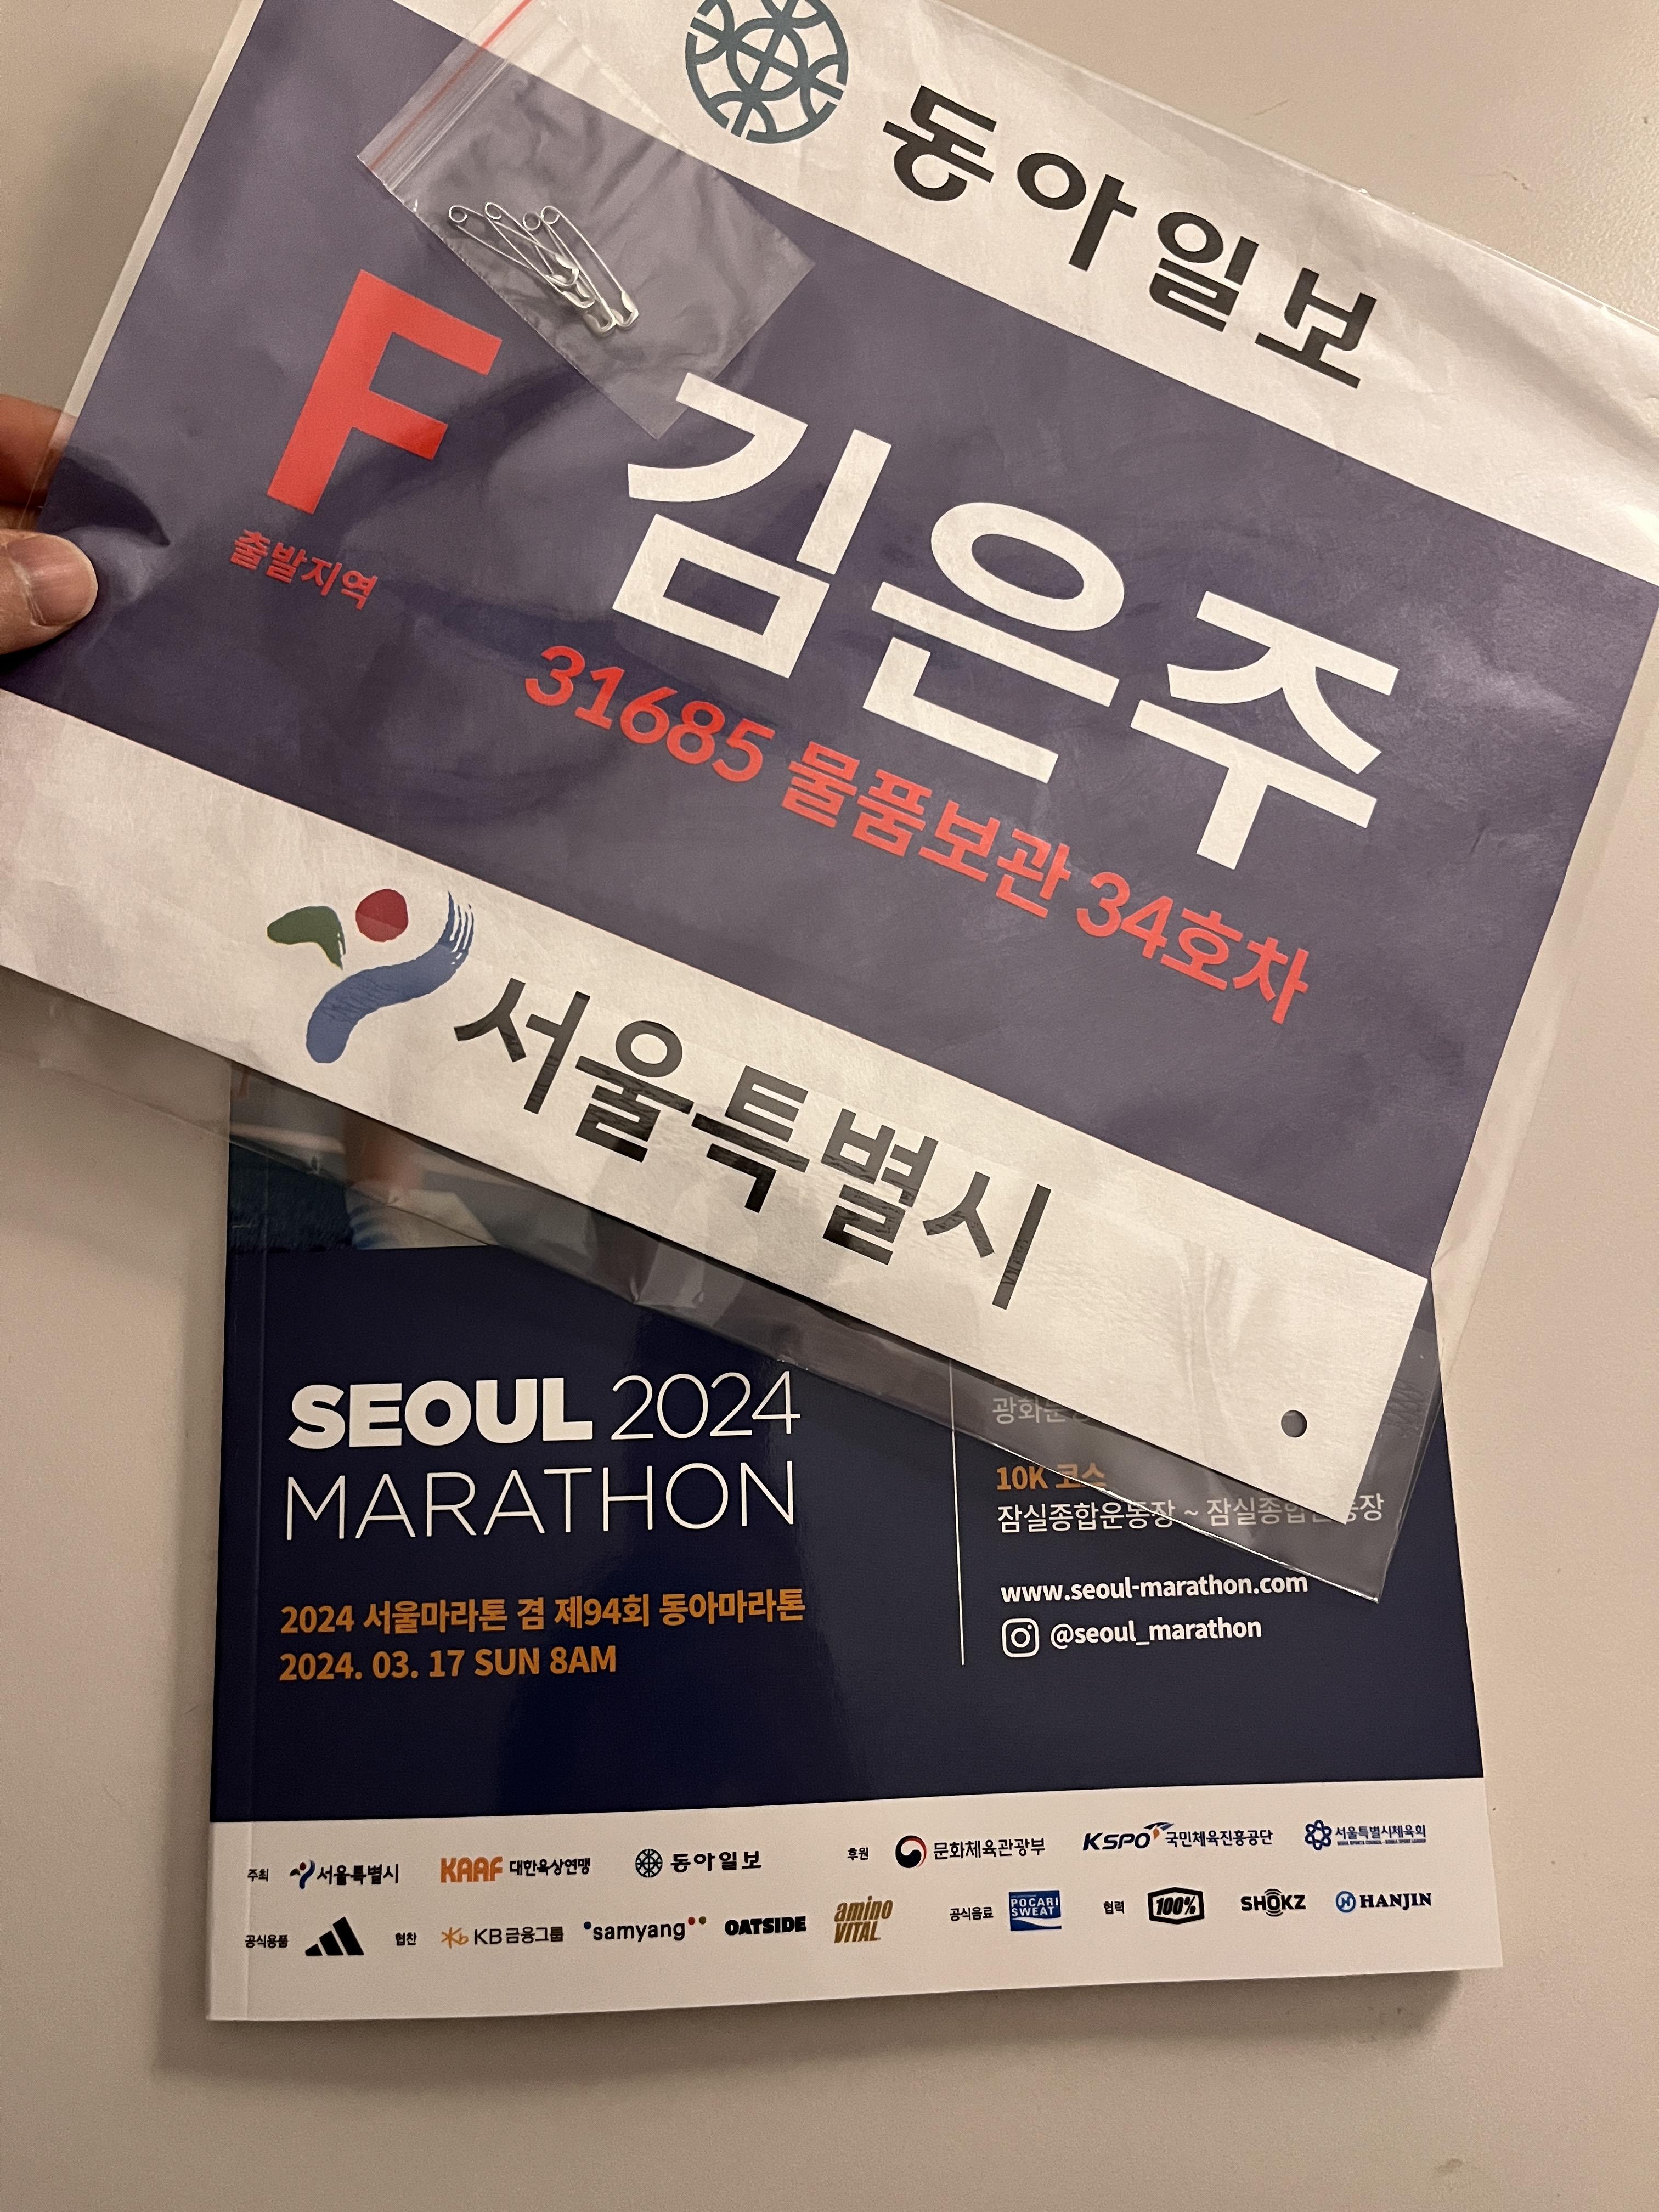 동아일보
F
출발지역
김은주
31685 물품보관 34호차
서울특별시
SEOUL 2024
MARATHON
2024 서울마라톤 겸 제94회 동아마라톤
2024. 03. 17 SUN 8AM
10K 코스
잠실종합운동장 ~ 잠실종합운동장
www.seoul-marathon.com
@seoul_marathon
주최 서울특별시 KAAF 대한육상연맹 동아일보 후원 문화체육관광부 KSPO 국민체육진흥공단 서울특별시체육회
공식용품 협찬 KB금융그룹 samyang OATSIDE amino VITAL 공식음료 POCARI SWEAT 협력 100% SHOKZ HANJIN